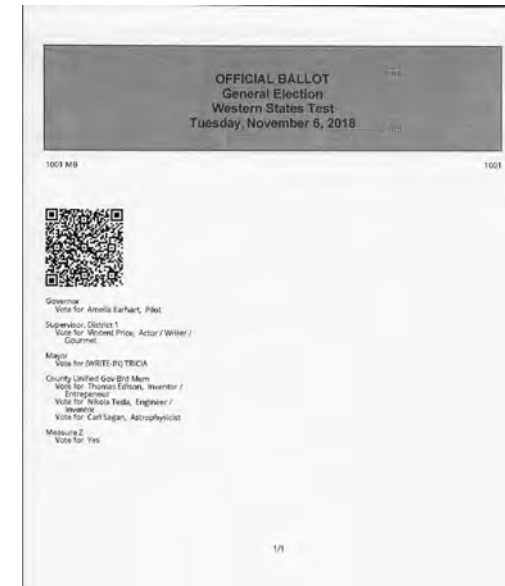 OFFICIAL BALLOT
General Election
Western States Test
Tuesday, November 6, 2018
1001 MB
1001
Governor
Vote for Amelia Earhart, Pilot
Supervisor, District 1
Vote for Vincent Price, Actor / Writer /
Gourmet
Mayor
Vote for (WRITE-IN) TRICIA
County Unified Gov Brd Mem
Vote for Thomas Edison, Inventor /
Entrepeneur
Vote for Nikola Tesla, Engineer /
Inventor
Vote for Carl Sagan, Astrophysicist
Measure Z
Vote for Yes
1/1